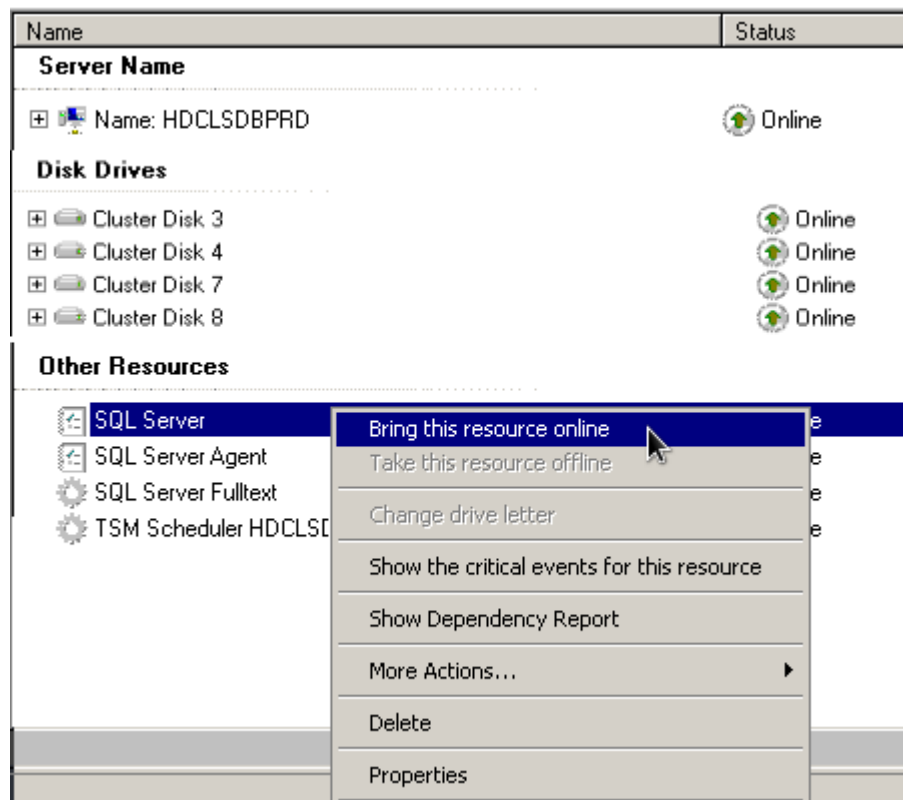 Name Status
Server Name
Name: HDCLSDBPRD Online
Disk Drives
Cluster Disk 3 Online
Cluster Disk 4 Online
Cluster Disk 7 Online
Cluster Disk 8 Online
Other Resources
SQL Server
SQL Server Agent
SQL Server Fulltext
TSM Scheduler
Bring this resource online
Take this resource offline
Change drive letter
Show the critical events for this resource
Show Dependency Report
More Actions...
Delete
Properties